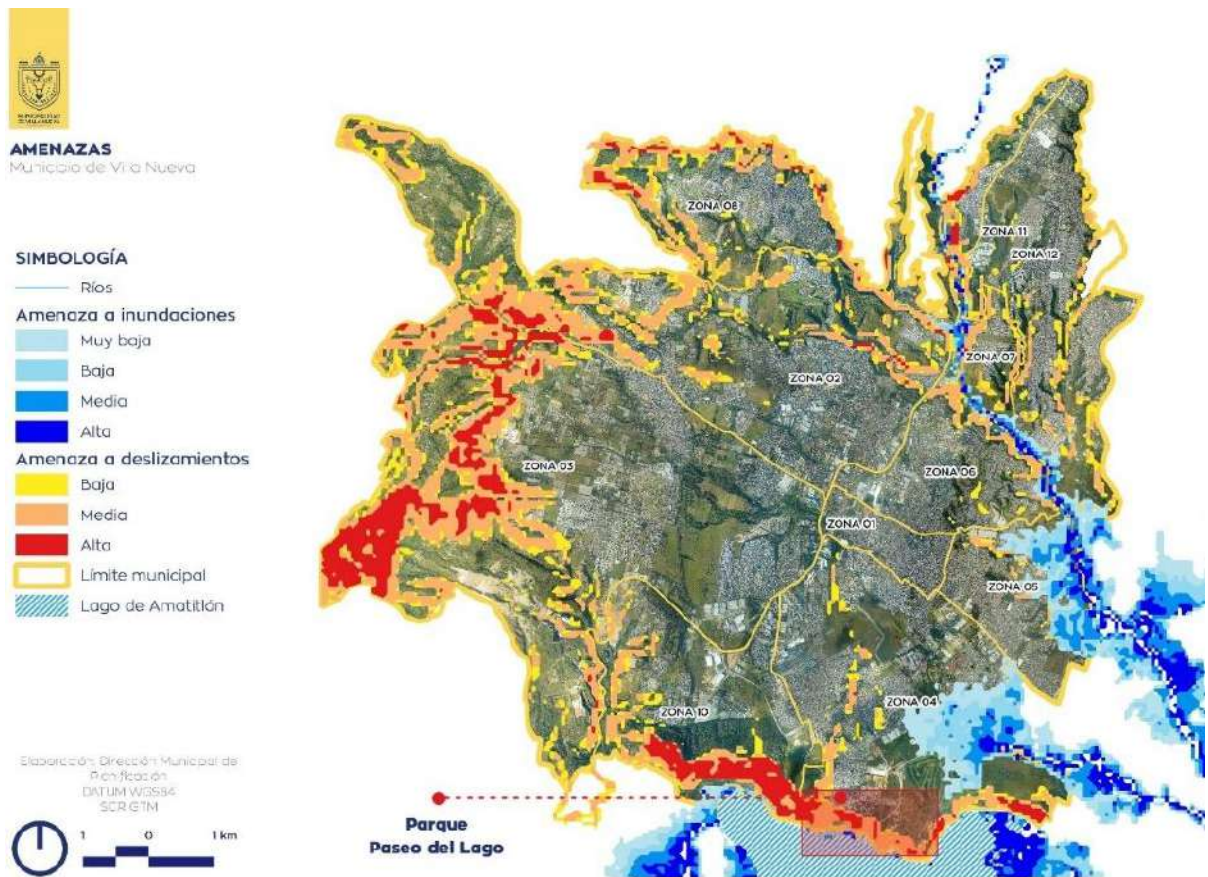 AMENAZAS
Municipio de Villa Nueva
SIMBOLOGÍA
Ríos
Amenaza a inundaciones
Muy baja
Baja
Media
Alta
Amenaza a deslizamientos
Baja
Media
Alta
Límite municipal
Lago de Amatitlán
Elaboración: Dirección Municipal de
Planificación
DATUM WGS84
SCR GTM
1 0 1 km
ZONA 08
ZONA 11
ZONA 12
ZONA 07
ZONA 02
ZONA 03
ZONA 06
ZONA 01
ZONA 05
ZONA 04
ZONA 10
Parque
Paseo del Lago